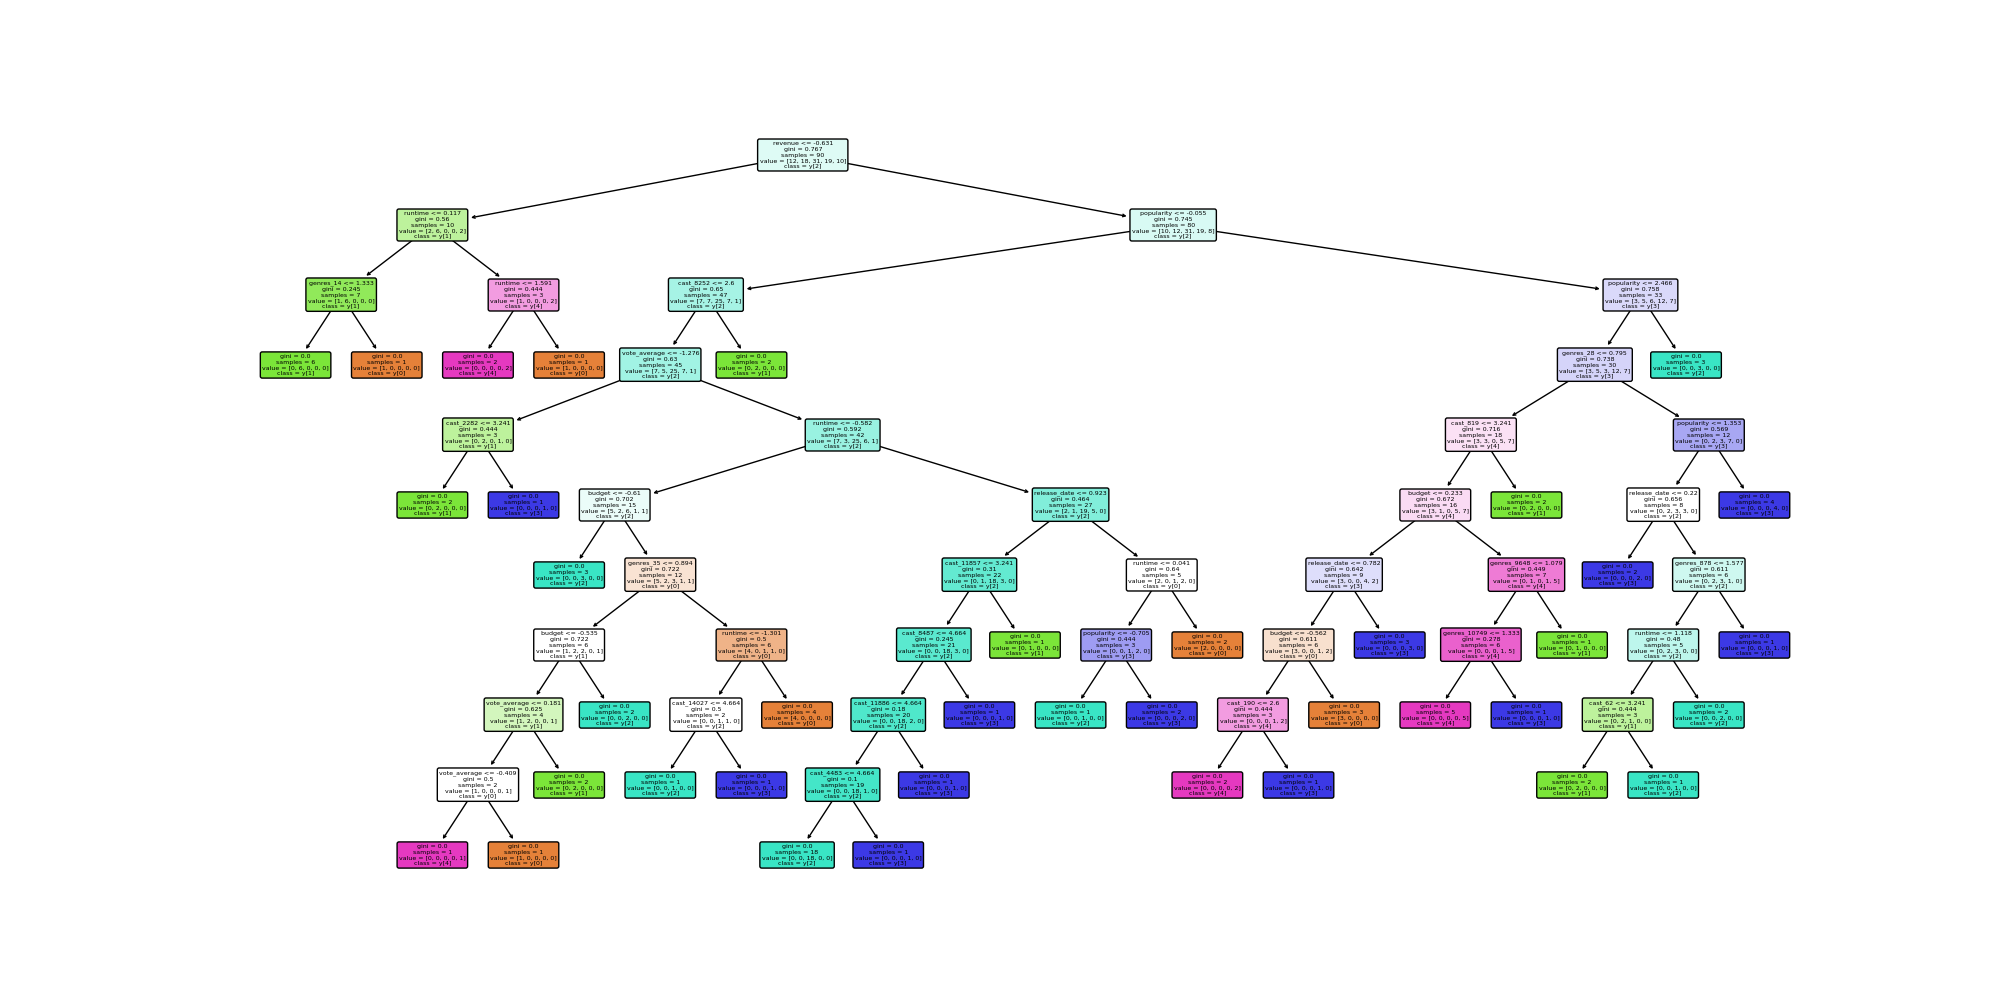 revenue <= -0.631
gini = 0.767
samples = 90
value = [12, 18, 31, 19, 10]
class = y[2]
runtime <= 0.117
gini = 0.56
samples = 10
value = [2, 6, 0, 0, 2]
class = y[1]
popularity <= -0.055
gini = 0.745
samples = 80
value = [10, 12, 31, 19, 8]
class = y[2]
genres_14 <= 1.333
gini = 0.245
samples = 7
value = [1, 6, 0, 0, 0]
class = y[1]
runtime <= 1.591
gini = 0.444
samples = 3
value = [1, 0, 0, 0, 2]
class = y[4]
cast_8252 <= 2.6
gini = 0.65
samples = 47
value = [7, 7, 25, 7, 1]
class = y[2]
popularity <= 2.466
gini = 0.758
samples = 33
value = [3, 5, 6, 12, 7]
class = y[3]
gini = 0.0
samples = 6
value = [0, 6, 0, 0, 0]
class = y[1]
gini = 0.0
samples = 1
value = [1, 0, 0, 0, 0]
class = y[0]
gini = 0.0
samples = 2
value = [0, 0, 0, 0, 2]
class = y[4]
gini = 0.0
samples = 1
value = [1, 0, 0, 0, 0]
class = y[0]
vote_average <= -1.276
gini = 0.63
samples = 45
value = [7, 5, 25, 7, 1]
class = y[2]
gini = 0.0
samples = 2
value = [0, 2, 0, 0, 0]
class = y[1]
genres_28 <= 0.795
gini = 0.738
samples = 30
value = [3, 5, 3, 12, 7]
class = y[3]
gini = 0.0
samples = 3
value = [0, 0, 3, 0, 0]
class = y[2]
cast_2282 <= 3.241
gini = 0.444
samples = 3
value = [0, 2, 0, 1, 0]
class = y[1]
runtime <= -0.582
gini = 0.592
samples = 42
value = [7, 3, 25, 6, 1]
class = y[2]
cast_819 <= 3.241
gini = 0.716
samples = 18
value = [3, 3, 0, 5, 7]
class = y[4]
popularity <= 1.353
gini = 0.569
samples = 12
value = [0, 2, 3, 7, 0]
class = y[3]
gini = 0.0
samples = 2
value = [0, 2, 0, 0, 0]
class = y[1]
gini = 0.0
samples = 1
value = [0, 0, 0, 1, 0]
class = y[3]
budget <= -0.61
gini = 0.702
samples = 15
value = [5, 2, 6, 1, 1]
class = y[2]
release_date <= 0.923
gini = 0.464
samples = 27
value = [2, 1, 19, 5, 0]
class = y[2]
budget <= 0.233
gini = 0.672
samples = 16
value = [3, 1, 0, 5, 7]
class = y[4]
gini = 0.0
samples = 2
value = [0, 2, 0, 0, 0]
class = y[1]
release_date <= 0.22
gini = 0.656
samples = 8
value = [0, 2, 3, 3, 0]
class = y[2]
gini = 0.0
samples = 4
value = [0, 0, 0, 4, 0]
class = y[3]
gini = 0.0
samples = 3
value = [0, 0, 3, 0, 0]
class = y[2]
genres_35 <= 0.894
gini = 0.722
samples = 12
value = [5, 2, 3, 1, 1]
class = y[0]
cast_11857 <= 3.241
gini = 0.31
samples = 22
value = [0, 1, 18, 3, 0]
class = y[2]
runtime <= 0.041
gini = 0.64
samples = 5
value = [2, 0, 1, 2, 0]
class = y[0]
release_date <= 0.782
gini = 0.642
samples = 9
value = [3, 0, 0, 4, 2]
class = y[3]
genres_9648 <= 1.079
gini = 0.449
samples = 7
value = [0, 1, 0, 1, 5]
class = y[4]
gini = 0.0
samples = 2
value = [0, 0, 0, 2, 0]
class = y[3]
genres_878 <= 1.577
gini = 0.611
samples = 6
value = [0, 2, 3, 1, 0]
class = y[2]
budget <= -0.535
gini = 0.722
samples = 6
value = [1, 2, 2, 0, 1]
class = y[1]
runtime <= -1.301
gini = 0.5
samples = 6
value = [4, 0, 1, 1, 0]
class = y[0]
cast_8487 <= 4.664
gini = 0.245
samples = 21
value = [0, 0, 18, 3, 0]
class = y[2]
gini = 0.0
samples = 1
value = [0, 1, 0, 0, 0]
class = y[1]
popularity <= -0.705
gini = 0.444
samples = 3
value = [0, 0, 1, 2, 0]
class = y[3]
gini = 0.0
samples = 2
value = [2, 0, 0, 0, 0]
class = y[0]
budget <= -0.562
gini = 0.611
samples = 6
value = [3, 0, 0, 1, 2]
class = y[0]
gini = 0.0
samples = 3
value = [0, 0, 0, 3, 0]
class = y[3]
genres_10749 <= 1.333
gini = 0.278
samples = 6
value = [0, 0, 0, 1, 5]
class = y[4]
gini = 0.0
samples = 1
value = [0, 1, 0, 0, 0]
class = y[1]
runtime <= 1.118
gini = 0.48
samples = 5
value = [0, 2, 3, 0, 0]
class = y[2]
gini = 0.0
samples = 1
value = [0, 0, 0, 1, 0]
class = y[3]
vote_average <= 0.181
gini = 0.625
samples = 4
value = [1, 2, 0, 0, 1]
class = y[1]
gini = 0.0
samples = 2
value = [0, 0, 2, 0, 0]
class = y[2]
cast_14027 <= 4.664
gini = 0.5
samples = 2
value = [0, 0, 1, 1, 0]
class = y[2]
gini = 0.0
samples = 4
value = [4, 0, 0, 0, 0]
class = y[0]
cast_11886 <= 4.664
gini = 0.18
samples = 20
value = [0, 0, 18, 2, 0]
class = y[2]
gini = 0.0
samples = 1
value = [0, 0, 0, 1, 0]
class = y[3]
gini = 0.0
samples = 1
value = [0, 0, 1, 0, 0]
class = y[2]
gini = 0.0
samples = 2
value = [0, 0, 0, 2, 0]
class = y[3]
cast_190 <= 2.6
gini = 0.444
samples = 3
value = [0, 0, 0, 1, 2]
class = y[4]
gini = 0.0
samples = 3
value = [3, 0, 0, 0, 0]
class = y[0]
gini = 0.0
samples = 5
value = [0, 0, 0, 0, 5]
class = y[4]
gini = 0.0
samples = 1
value = [0, 0, 0, 1, 0]
class = y[3]
cast_62 <= 3.241
gini = 0.444
samples = 3
value = [0, 2, 1, 0, 0]
class = y[1]
gini = 0.0
samples = 2
value = [0, 0, 2, 0, 0]
class = y[2]
vote_average <= -0.409
gini = 0.5
samples = 2
value = [1, 0, 0, 0, 1]
class = y[0]
gini = 0.0
samples = 2
value = [0, 2, 0, 0, 0]
class = y[1]
gini = 0.0
samples = 1
value = [0, 0, 1, 0, 0]
class = y[2]
gini = 0.0
samples = 1
value = [0, 0, 0, 1, 0]
class = y[3]
cast_4483 <= 4.664
gini = 0.1
samples = 19
value = [0, 0, 18, 1, 0]
class = y[2]
gini = 0.0
samples = 1
value = [0, 0, 0, 1, 0]
class = y[3]
gini = 0.0
samples = 2
value = [0, 0, 0, 0, 2]
class = y[4]
gini = 0.0
samples = 1
value = [0, 0, 0, 1, 0]
class = y[3]
gini = 0.0
samples = 2
value = [0, 2, 0, 0, 0]
class = y[1]
gini = 0.0
samples = 1
value = [0, 0, 1, 0, 0]
class = y[2]
gini = 0.0
samples = 1
value = [0, 0, 0, 0, 1]
class = y[4]
gini = 0.0
samples = 1
value = [1, 0, 0, 0, 0]
class = y[0]
gini = 0.0
samples = 18
value = [0, 0, 18, 0, 0]
class = y[2]
gini = 0.0
samples = 1
value = [0, 0, 0, 1, 0]
class = y[3]